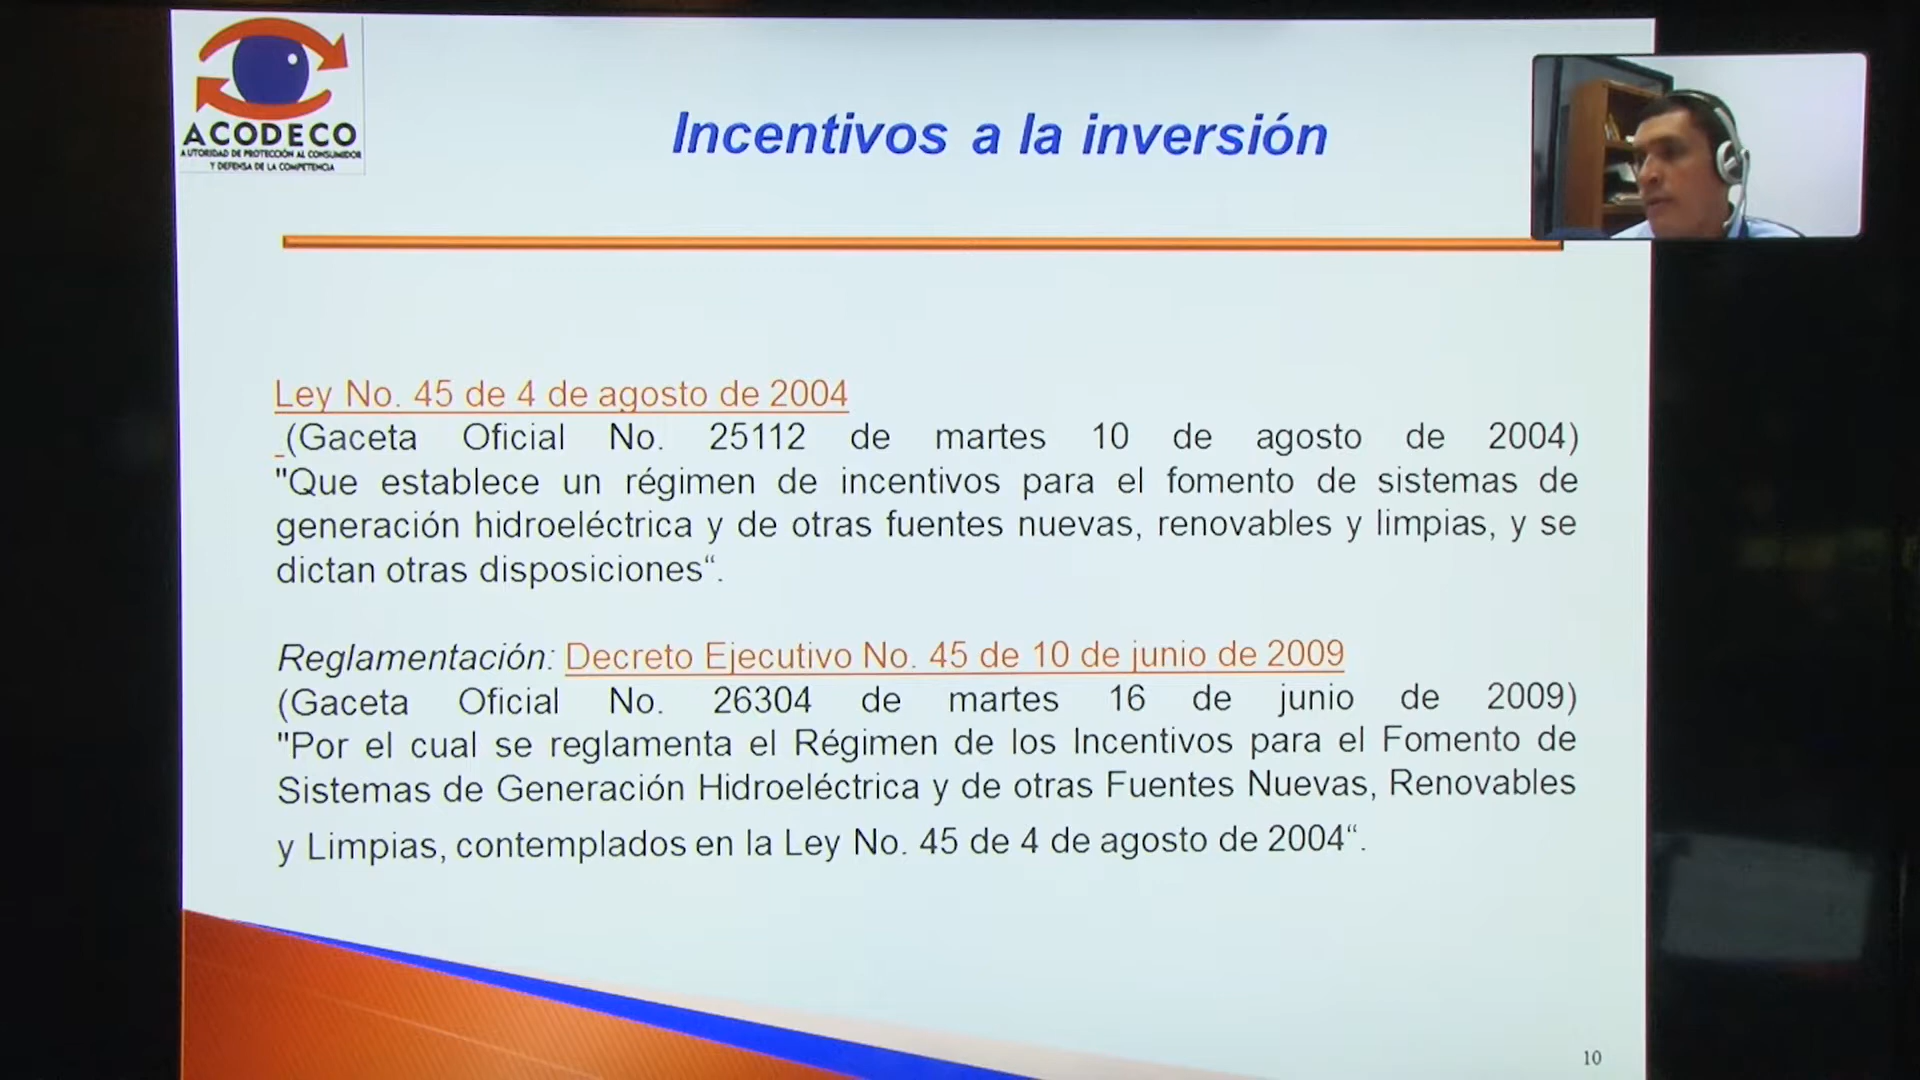 ACODECO
AUTORIDAD DE PROTECCIÓN AL CONSUMIDOR
Y DEFENSA DE LA COMPETENCIA
Incentivos a la inversión
Ley No. 45 de 4 de agosto de 2004
(Gaceta Oficial No. 25112 de martes 10 de agosto de 2004)
"Que establece un régimen de incentivos para el fomento de sistemas de
generación hidroeléctrica y de otras fuentes nuevas, renovables y limpias, y se
dictan otras disposiciones“.
Reglamentación: Decreto Ejecutivo No. 45 de 10 de junio de 2009
(Gaceta Oficial No. 26304 de martes 16 de junio de 2009)
"Por el cual se reglamenta el Régimen de los Incentivos para el Fomento de
Sistemas de Generación Hidroeléctrica y de otras Fuentes Nuevas, Renovables
y Limpias, contemplados en la Ley No. 45 de 4 de agosto de 2004“.
10